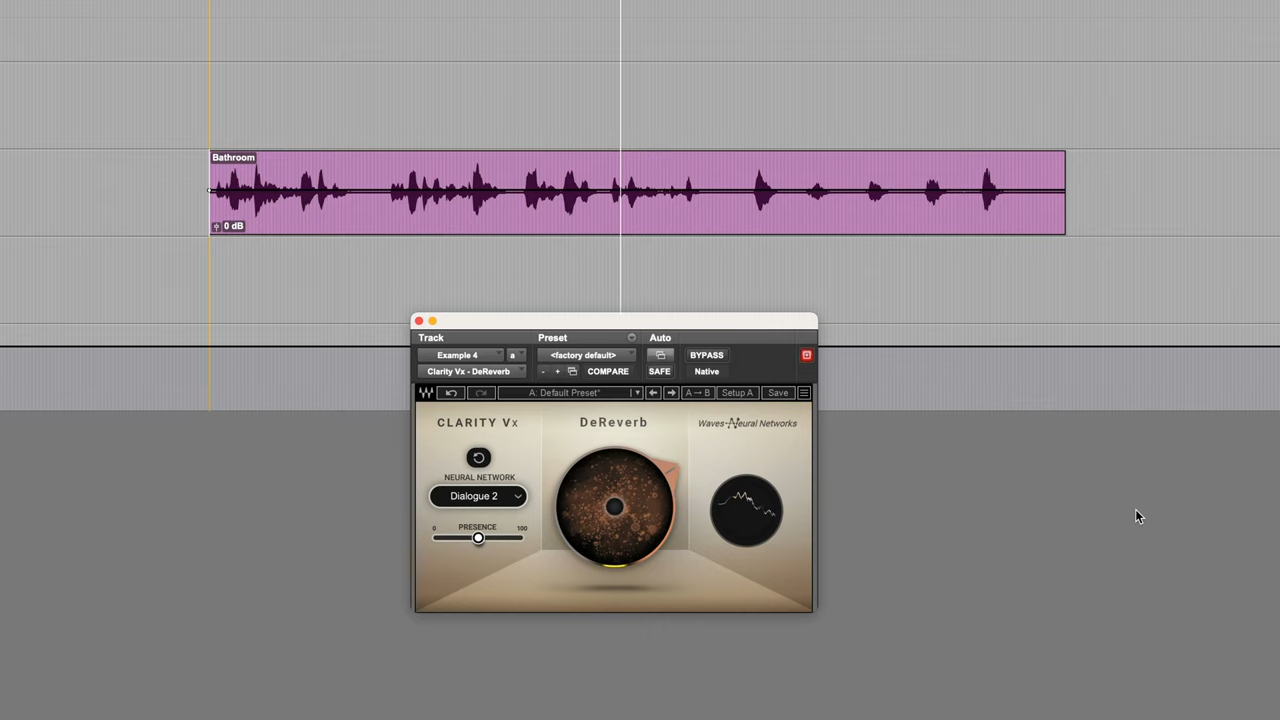 Bathroom
0 dB
Track
Preset
Auto
Example 4
a
<factory default>
BYPASS
Clarity Vx - DeReverb
- +
COMPARE
SAFE
Native
A: Default Preset*
A → B
Setup A
Save
CLARITY Vx
DeReverb
Waves Neural Networks
NEURAL NETWORK
Dialogue 2
0 PRESENCE 100